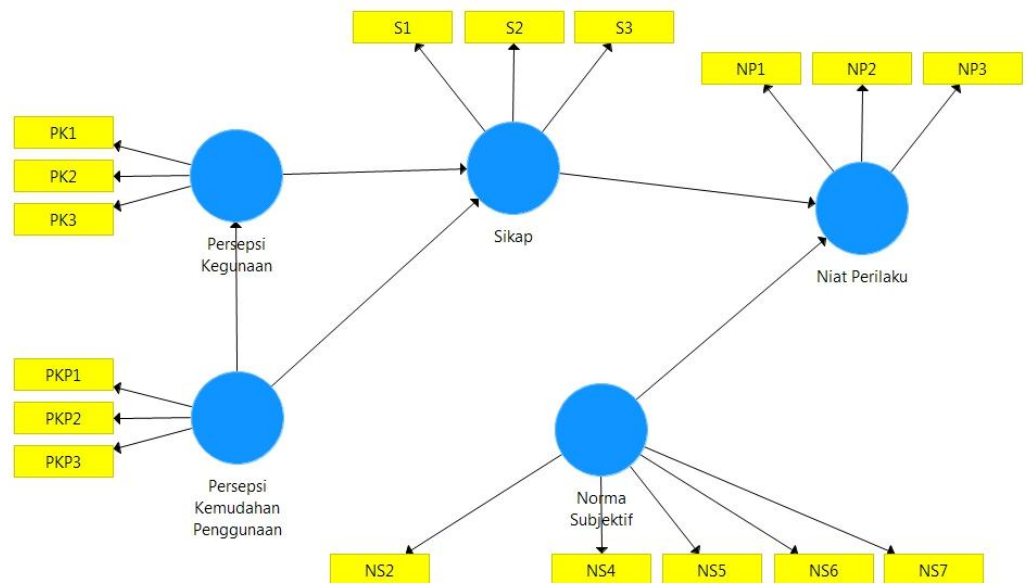 S1
S2
S3
NP1
NP2
NP3
PK1
PK2
PK3
Persepsi
Kegunaan
Sikap
Niat Perilaku
PKP1
PKP2
PKP3
Persepsi
Kemudahan
Penggunaan
Norma
Subjektif
NS2
NS4
NS5
NS6
NS7